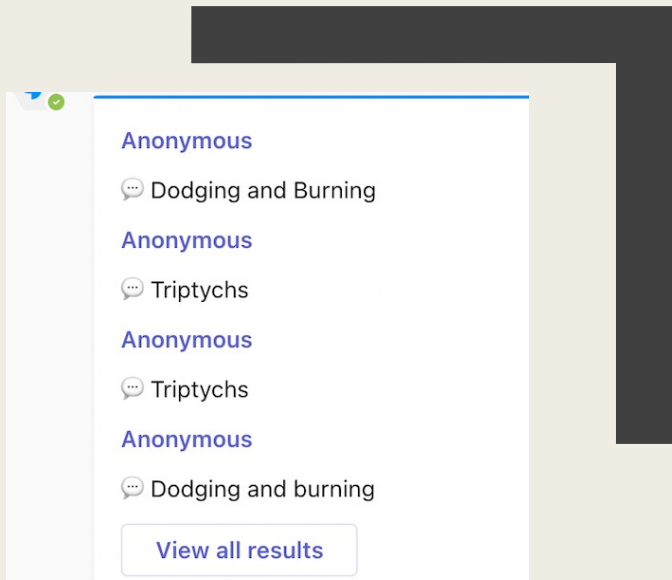 Anonymous
💬 Dodging and Burning
Anonymous
💬 Triptychs
Anonymous
💬 Triptychs
Anonymous
💬 Dodging and burning
View all results